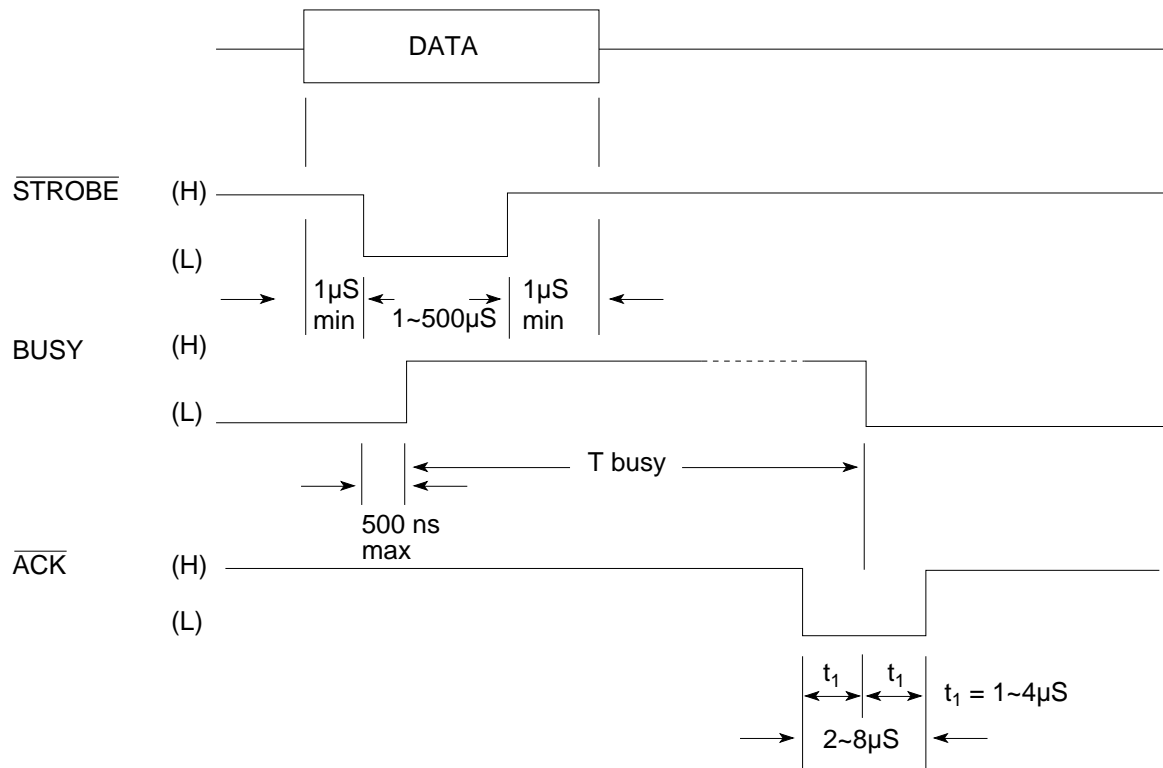 DATA
STROBE (H)
(L)
1µS
min
1~500µS
1µS
min
BUSY (H)
(L)
T busy
500 ns
max
ACK (H)
(L)
t₁ t₁ t₁ = 1~4µS
2~8µS